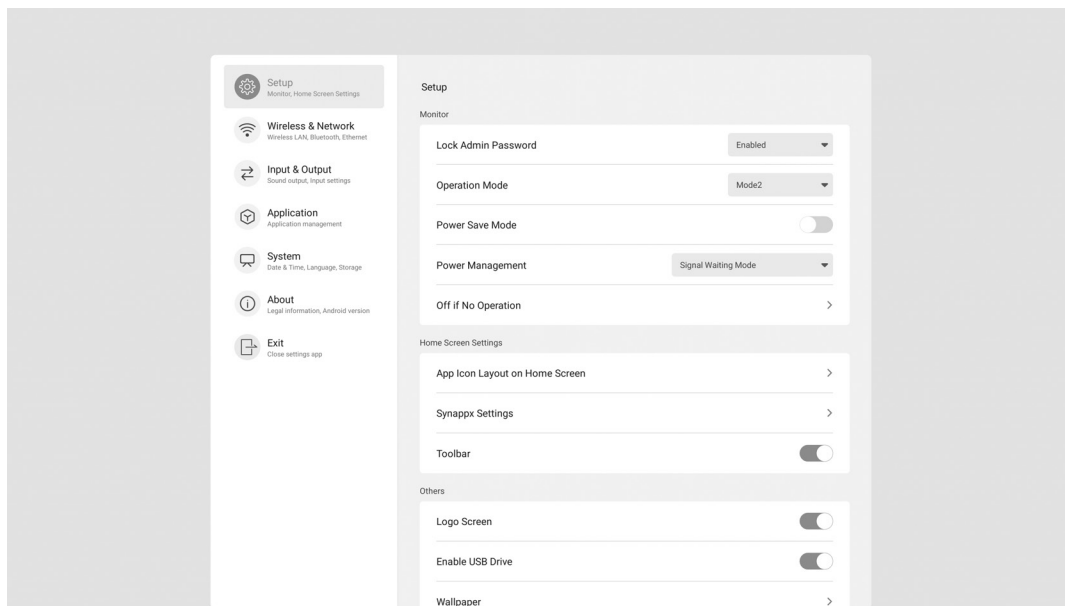 Setup
Monitor, Home Screen Settings
Wireless & Network
Wireless LAN, Bluetooth, Ethernet
Input & Output
Sound output, Input settings
Application
Application management
System
Date & Time, Language, Storage
About
Legal information, Android version
Exit
Close settings app
Setup
Monitor
Lock Admin Password Enabled
Operation Mode Mode2
Power Save Mode
Power Management Signal Waiting Mode
Off if No Operation
Home Screen Settings
App Icon Layout on Home Screen
Synappx Settings
Toolbar
Others
Logo Screen
Enable USB Drive
Wallpaper